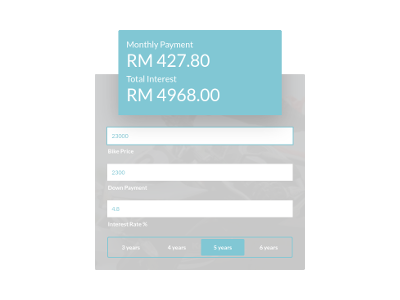 Monthly Payment
RM 427.80
Total Interest
RM 4968.00
23000
Bike Price
2300
Down Payment
4.8
Interest Rate %
3 years 4 years 5 years 6 years